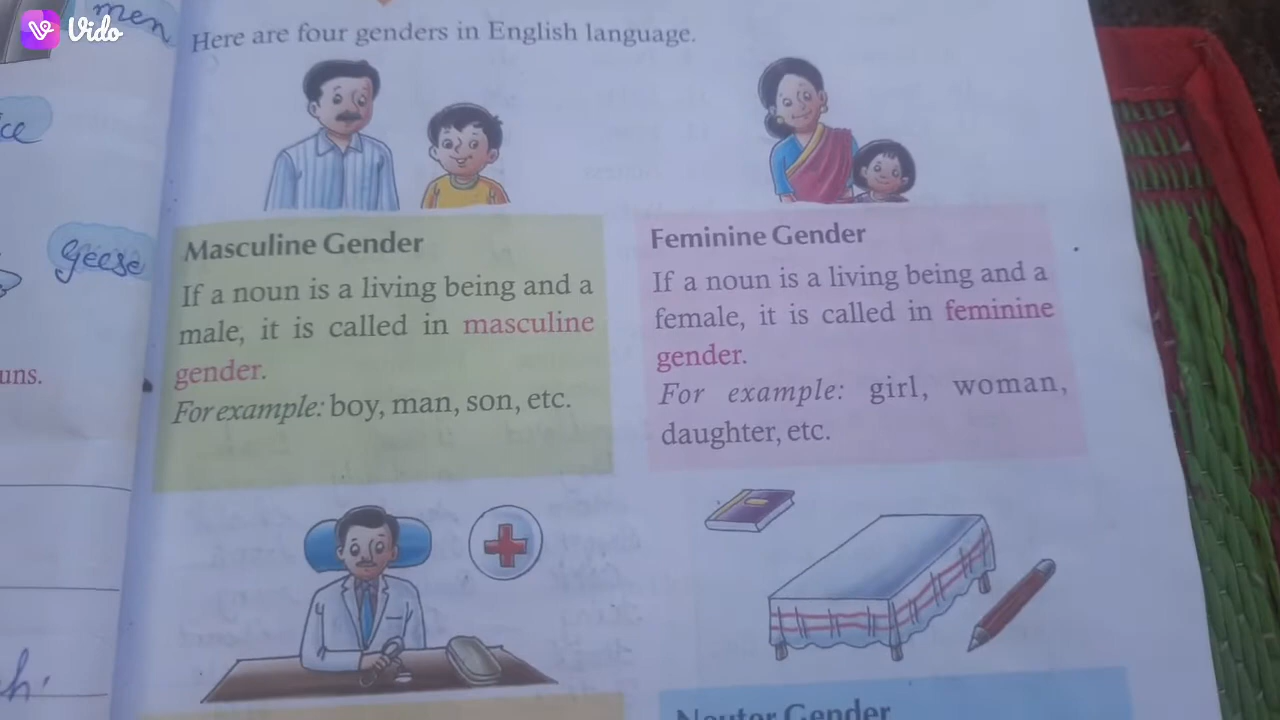 Vido
men
ice
Geese
uns.
h.
Here are four genders in English language.
Masculine Gender
If a noun is a living being and a
male, it is called in masculine
gender.
For example: boy, man, son, etc.
Feminine Gender
If a noun is a living being and a
female, it is called in feminine
gender.
For example: girl, woman,
daughter, etc.
Neuter Gender